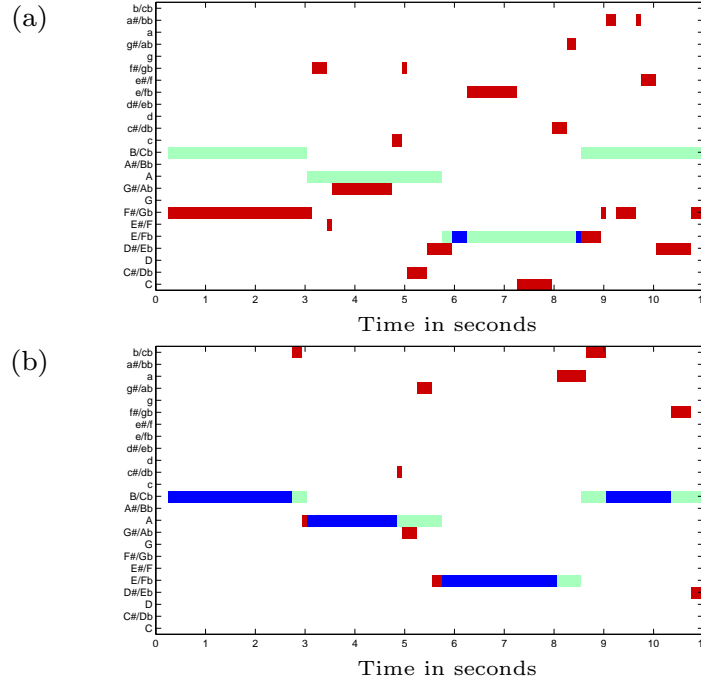 (a)
b/cb
a#/bb
a
g#/ab
g
f#/gb
e#/f
e/fb
d#/eb
d
c#/db
c
B/Cb
A#/Bb
A
G#/Ab
G
F#/Gb
E#/F
E/Fb
D#/Eb
D
C#/Db
C
0 1 2 3 4 5 6 7 8 9 10 11
Time in seconds
(b)
b/cb
a#/bb
a
g#/ab
g
f#/gb
e#/f
e/fb
d#/eb
d
c#/db
c
B/Cb
A#/Bb
A
G#/Ab
G
F#/Gb
E#/F
E/Fb
D#/Eb
D
C#/Db
C
0 1 2 3 4 5 6 7 8 9 10 11
Time in seconds